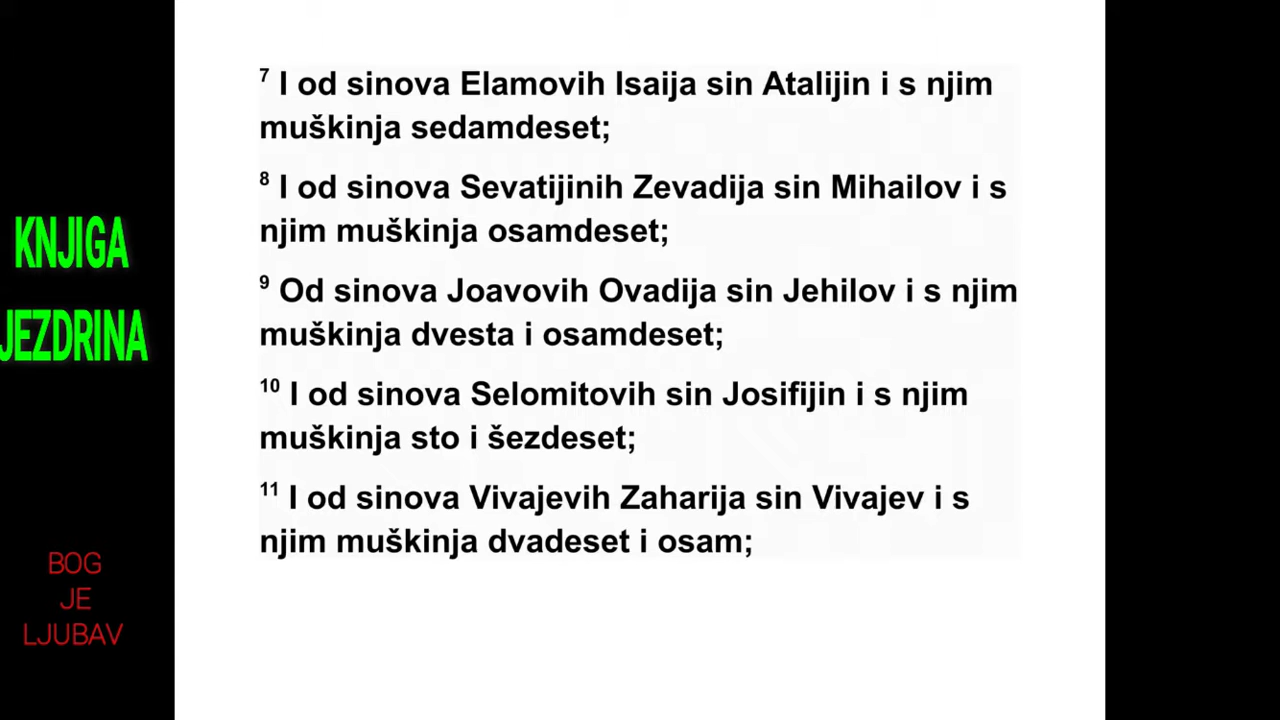 KNJIGA
JEZDRINA
BOG
JE
LJUBAV
7 I od sinova Elamovih Isaija sin Atalijin i s njim
muškinja sedamdeset;
8 I od sinova Sevatijinih Zevadija sin Mihailov i s
njim muškinja osamdeset;
9 Od sinova Joavovih Ovadija sin Jehilov i s njim
muškinja dvesta i osamdeset;
10 I od sinova Selomitovih sin Josifijin i s njim
muškinja sto i šezdeset;
11 I od sinova Vivajevih Zaharija sin Vivajev i s
njim muškinja dvadeset i osam;